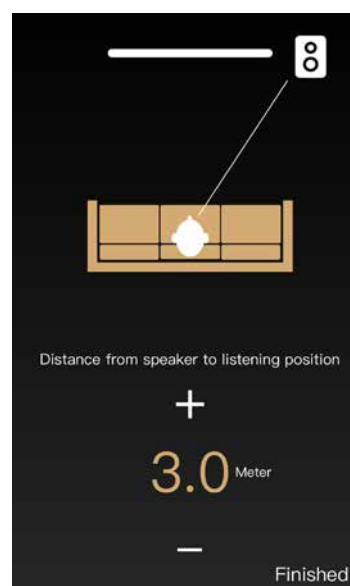 Distance from speaker to listening position
+
3.0 Meter
−
Finished